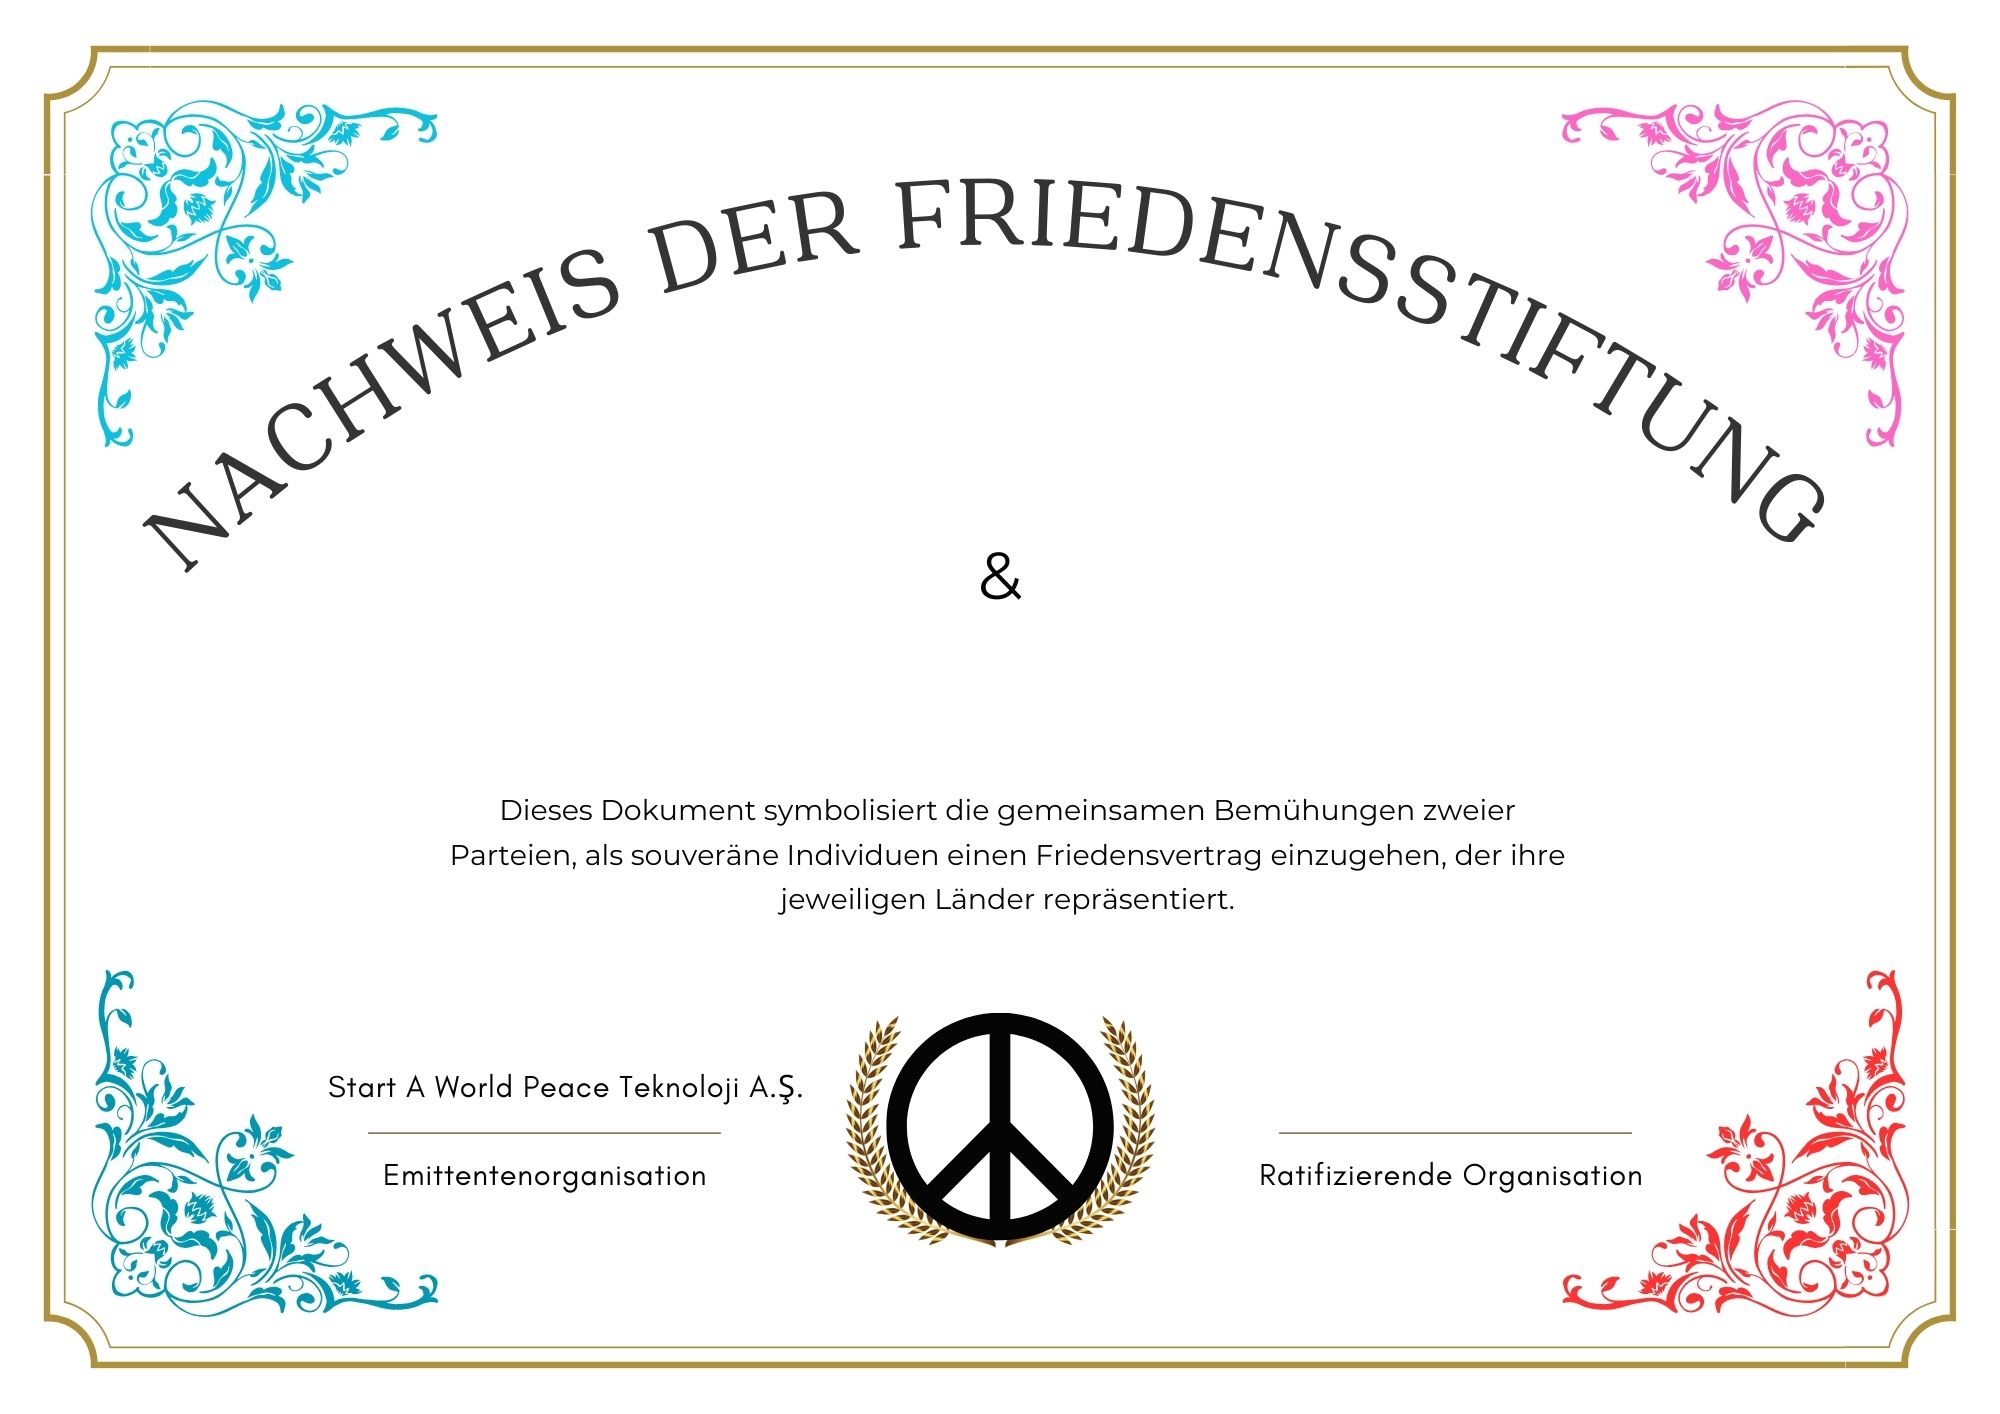 NACHWEIS DER FRIEDENSSTIFTUNG
&
Dieses Dokument symbolisiert die gemeinsamen Bemühungen zweier
Parteien, als souveräne Individuen einen Friedensvertrag einzugehen, der ihre
jeweiligen Länder repräsentiert.
Start A World Peace Teknoloji A.Ş.
Emittentenorganisation
Ratifizierende Organisation